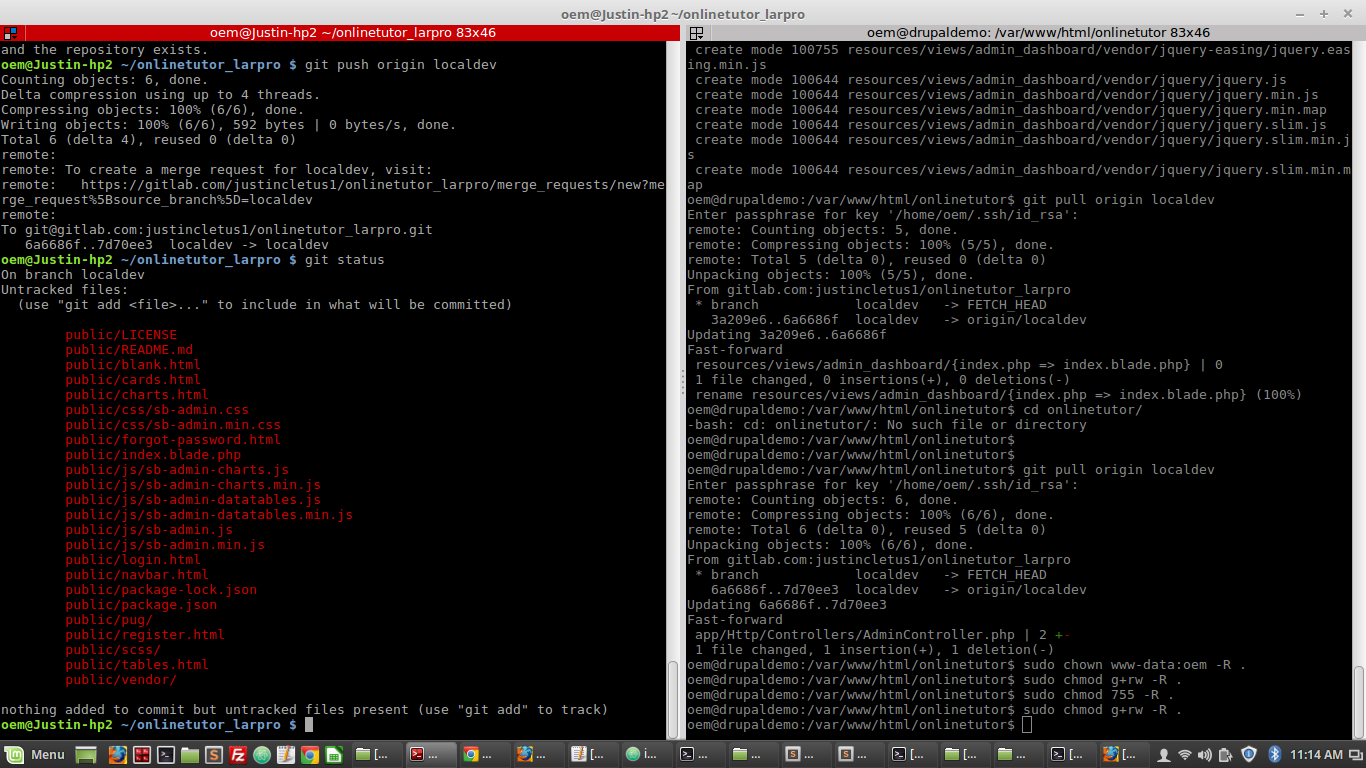 oem@Justin-hp2 ~/onlinetutor_larpro
oem@Justin-hp2 ~/onlinetutor_larpro 83x46
and the repository exists.
oem@Justin-hp2 ~/onlinetutor_larpro $ git push origin localdev
Counting objects: 6, done.
Delta compression using up to 4 threads.
Compressing objects: 100% (6/6), done.
Writing objects: 100% (6/6), 592 bytes | 0 bytes/s, done.
Total 6 (delta 4), reused 0 (delta 0)
remote:
remote: To create a merge request for localdev, visit:
remote:   https://gitlab.com/justincletus1/onlinetutor_larpro/merge_requests/new?me
rge_request%5Bsource_branch%5D=localdev
remote:
To git@gitlab.com:justincletus1/onlinetutor_larpro.git
   6a6686f..7d70ee3  localdev -> localdev
oem@Justin-hp2 ~/onlinetutor_larpro $ git status
On branch localdev
Untracked files:
  (use "git add <file>..." to include in what will be committed)
        public/LICENSE
        public/README.md
        public/blank.html
        public/cards.html
        public/charts.html
        public/css/sb-admin.css
        public/css/sb-admin.min.css
        public/forgot-password.html
        public/index.blade.php
        public/js/sb-admin-charts.js
        public/js/sb-admin-charts.min.js
        public/js/sb-admin-datatables.js
        public/js/sb-admin-datatables.min.js
        public/js/sb-admin.js
        public/js/sb-admin.min.js
        public/login.html
        public/navbar.html
        public/package-lock.json
        public/package.json
        public/pug/
        public/register.html
        public/scss/
        public/tables.html
        public/vendor/
nothing added to commit but untracked files present (use "git add" to track)
oem@Justin-hp2 ~/onlinetutor_larpro $
oem@drupaldemo: /var/www/html/onlinetutor 83x46
 create mode 100755 resources/views/admin_dashboard/vendor/jquery-easing/jquery.eas
ing.min.js
 create mode 100644 resources/views/admin_dashboard/vendor/jquery/jquery.js
 create mode 100644 resources/views/admin_dashboard/vendor/jquery/jquery.min.js
 create mode 100644 resources/views/admin_dashboard/vendor/jquery/jquery.min.map
 create mode 100644 resources/views/admin_dashboard/vendor/jquery/jquery.slim.js
 create mode 100644 resources/views/admin_dashboard/vendor/jquery/jquery.slim.min.j
s
 create mode 100644 resources/views/admin_dashboard/vendor/jquery/jquery.slim.min.m
ap
oem@drupaldemo:/var/www/html/onlinetutor$ git pull origin localdev
Enter passphrase for key '/home/oem/.ssh/id_rsa':
remote: Counting objects: 5, done.
remote: Compressing objects: 100% (5/5), done.
remote: Total 5 (delta 0), reused 0 (delta 0)
Unpacking objects: 100% (5/5), done.
From gitlab.com:justincletus1/onlinetutor_larpro
 * branch            localdev   -> FETCH_HEAD
   3a209e6..6a6686f  localdev   -> origin/localdev
Updating 3a209e6..6a6686f
Fast-forward
 resources/views/admin_dashboard/{index.php => index.blade.php} | 0
 1 file changed, 0 insertions(+), 0 deletions(-)
 rename resources/views/admin_dashboard/{index.php => index.blade.php} (100%)
oem@drupaldemo:/var/www/html/onlinetutor$ cd onlinetutor/
-bash: cd: onlinetutor/: No such file or directory
oem@drupaldemo:/var/www/html/onlinetutor$
oem@drupaldemo:/var/www/html/onlinetutor$
oem@drupaldemo:/var/www/html/onlinetutor$ git pull origin localdev
Enter passphrase for key '/home/oem/.ssh/id_rsa':
remote: Counting objects: 6, done.
remote: Compressing objects: 100% (6/6), done.
remote: Total 6 (delta 0), reused 5 (delta 0)
Unpacking objects: 100% (6/6), done.
From gitlab.com:justincletus1/onlinetutor_larpro
 * branch            localdev   -> FETCH_HEAD
   6a6686f..7d70ee3  localdev   -> origin/localdev
Updating 6a6686f..7d70ee3
Fast-forward
 app/Http/Controllers/AdminController.php | 2 +-
 1 file changed, 1 insertion(+), 1 deletion(-)
oem@drupaldemo:/var/www/html/onlinetutor$ sudo chown www-data:oem -R .
oem@drupaldemo:/var/www/html/onlinetutor$ sudo chmod g+rw -R .
oem@drupaldemo:/var/www/html/onlinetutor$ sudo chmod 755 -R .
oem@drupaldemo:/var/www/html/onlinetutor$ sudo chmod g+rw -R .
oem@drupaldemo:/var/www/html/onlinetutor$
Menu [... ... ... ... [... i... ... ... ... ... [... [... ... [... [... 11:14 AM